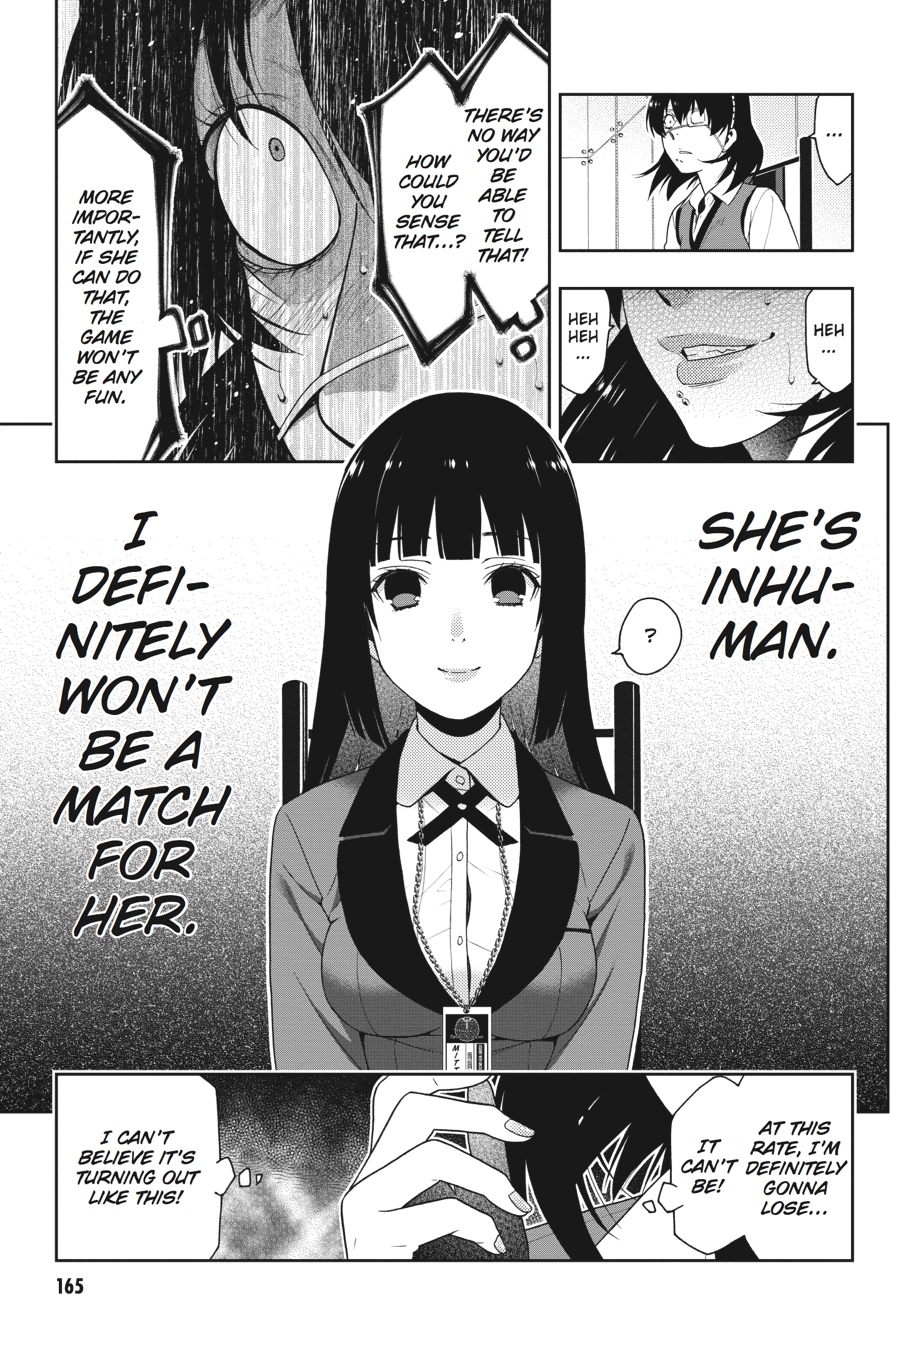 ...
HEH
...
HEH
HEH
...
THERE'S
NO WAY
YOU'D
BE
ABLE
TO
TELL
THAT!
HOW
COULD
YOU
SENSE
THAT...?
MORE
IMPOR-
TANTLY,
IF SHE
CAN DO
THAT,
THE
GAME
WON'T
BE ANY
FUN.
SHE'S
INHU-
MAN.
?
I
DEFI-
NITELY
WON'T
BE A
MATCH
FOR
HER.
AT THIS
RATE, I'M
DEFINITELY
GONNA
LOSE...
IT
CAN'T
BE!
I CAN'T
BELIEVE IT'S
TURNING OUT
LIKE THIS!
165